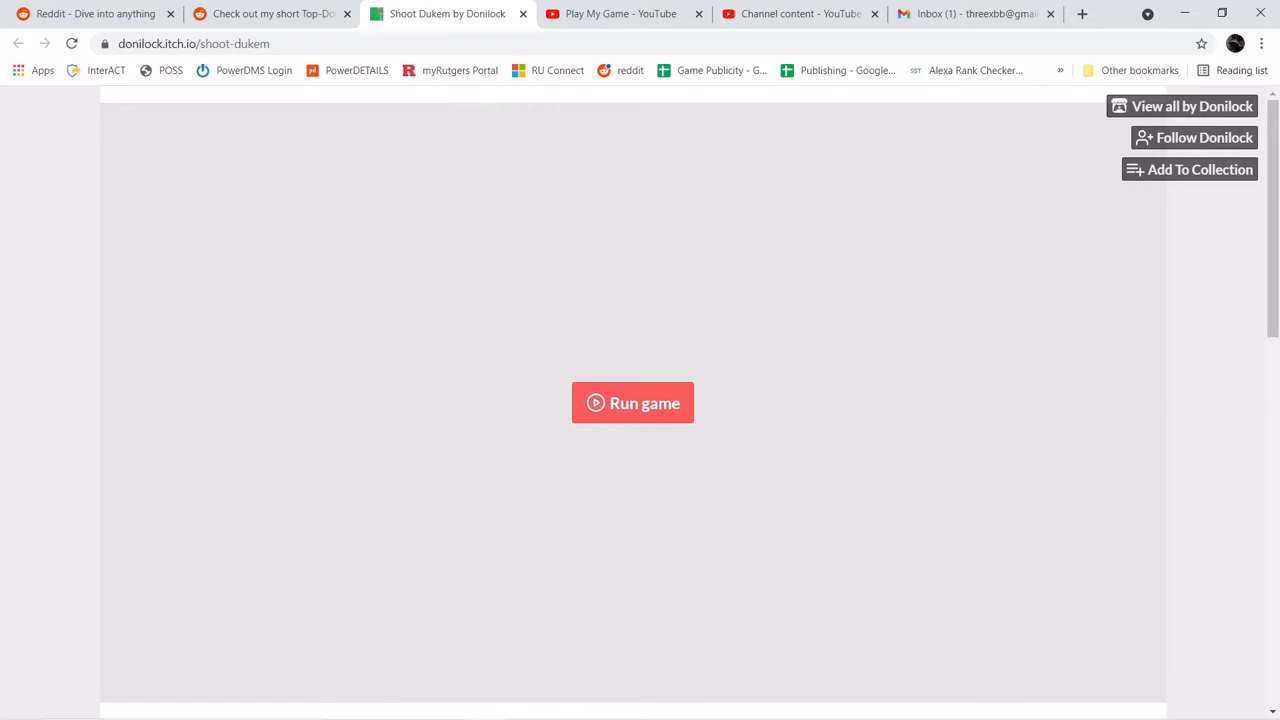 Reddit - Dive into anything
Check out my short Top-Do
Shoot Dukem by Donilock
Play My Game - YouTube
Channel content - YouTube
Inbox (1) - threexbb@gmail
donilock.itch.io/shoot-dukem
Apps
InterACT
POSS
PowerDMS Login
PowerDETAILS
myRutgers Portal
RU Connect
reddit
Game Publicity - G...
Publishing - Google...
SST
Alexa Rank Checker...
»
Other bookmarks
Reading list
View all by Donilock
Follow Donilock
Add To Collection
Run game